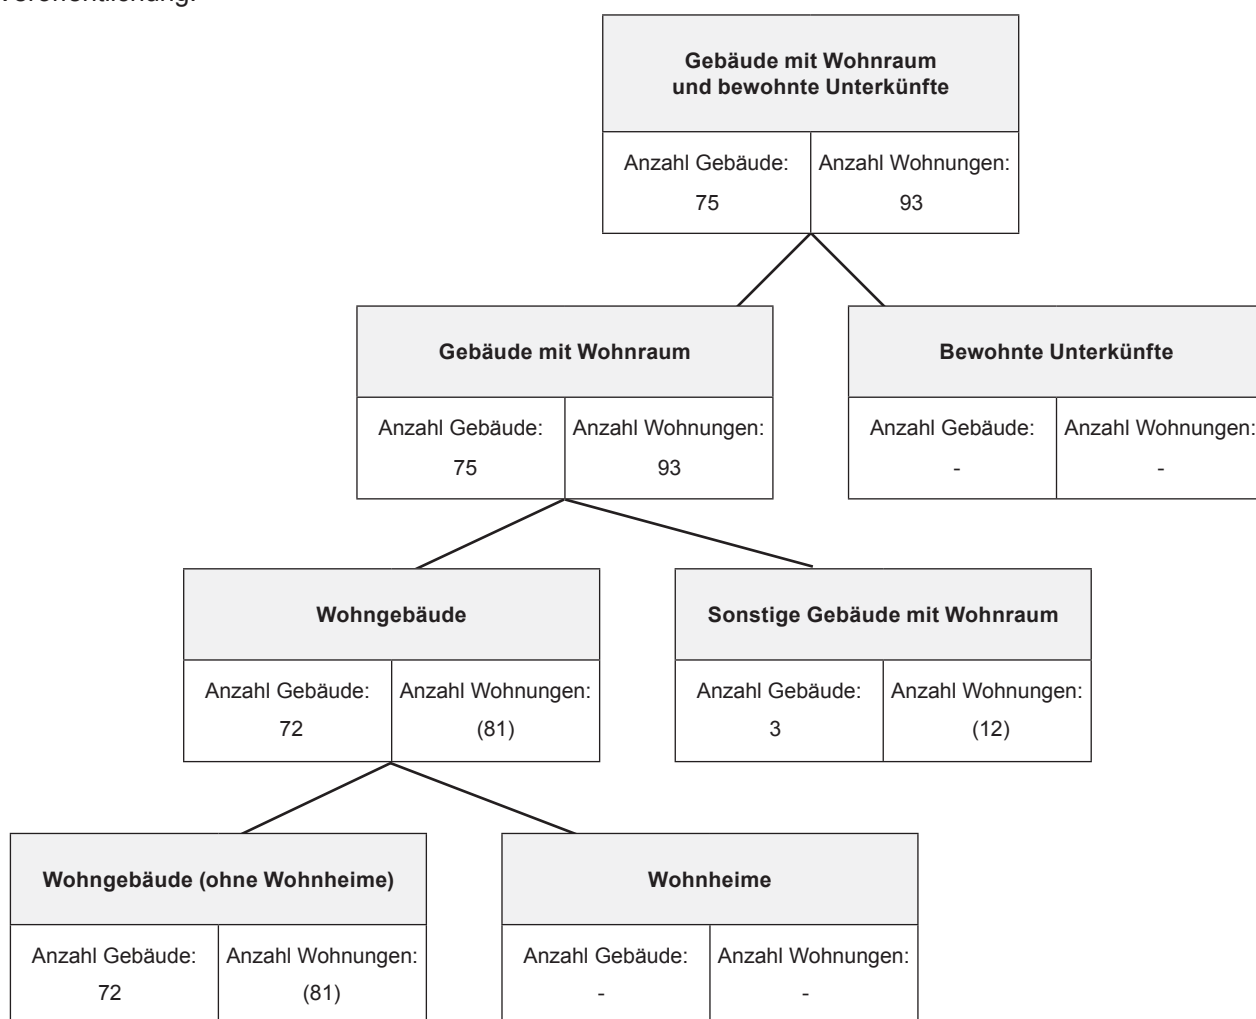 Veröffentlichung.
Gebäude mit Wohnraum
und bewohnte Unterkünfte
Anzahl Gebäude:
75
Anzahl Wohnungen:
93
Gebäude mit Wohnraum
Anzahl Gebäude:
75
Anzahl Wohnungen:
93
Bewohnte Unterkünfte
Anzahl Gebäude:
-
Anzahl Wohnungen:
-
Wohngebäude
Anzahl Gebäude:
72
Anzahl Wohnungen:
(81)
Sonstige Gebäude mit Wohnraum
Anzahl Gebäude:
3
Anzahl Wohnungen:
(12)
Wohngebäude (ohne Wohnheime)
Anzahl Gebäude:
72
Anzahl Wohnungen:
(81)
Wohnheime
Anzahl Gebäude:
-
Anzahl Wohnungen:
-